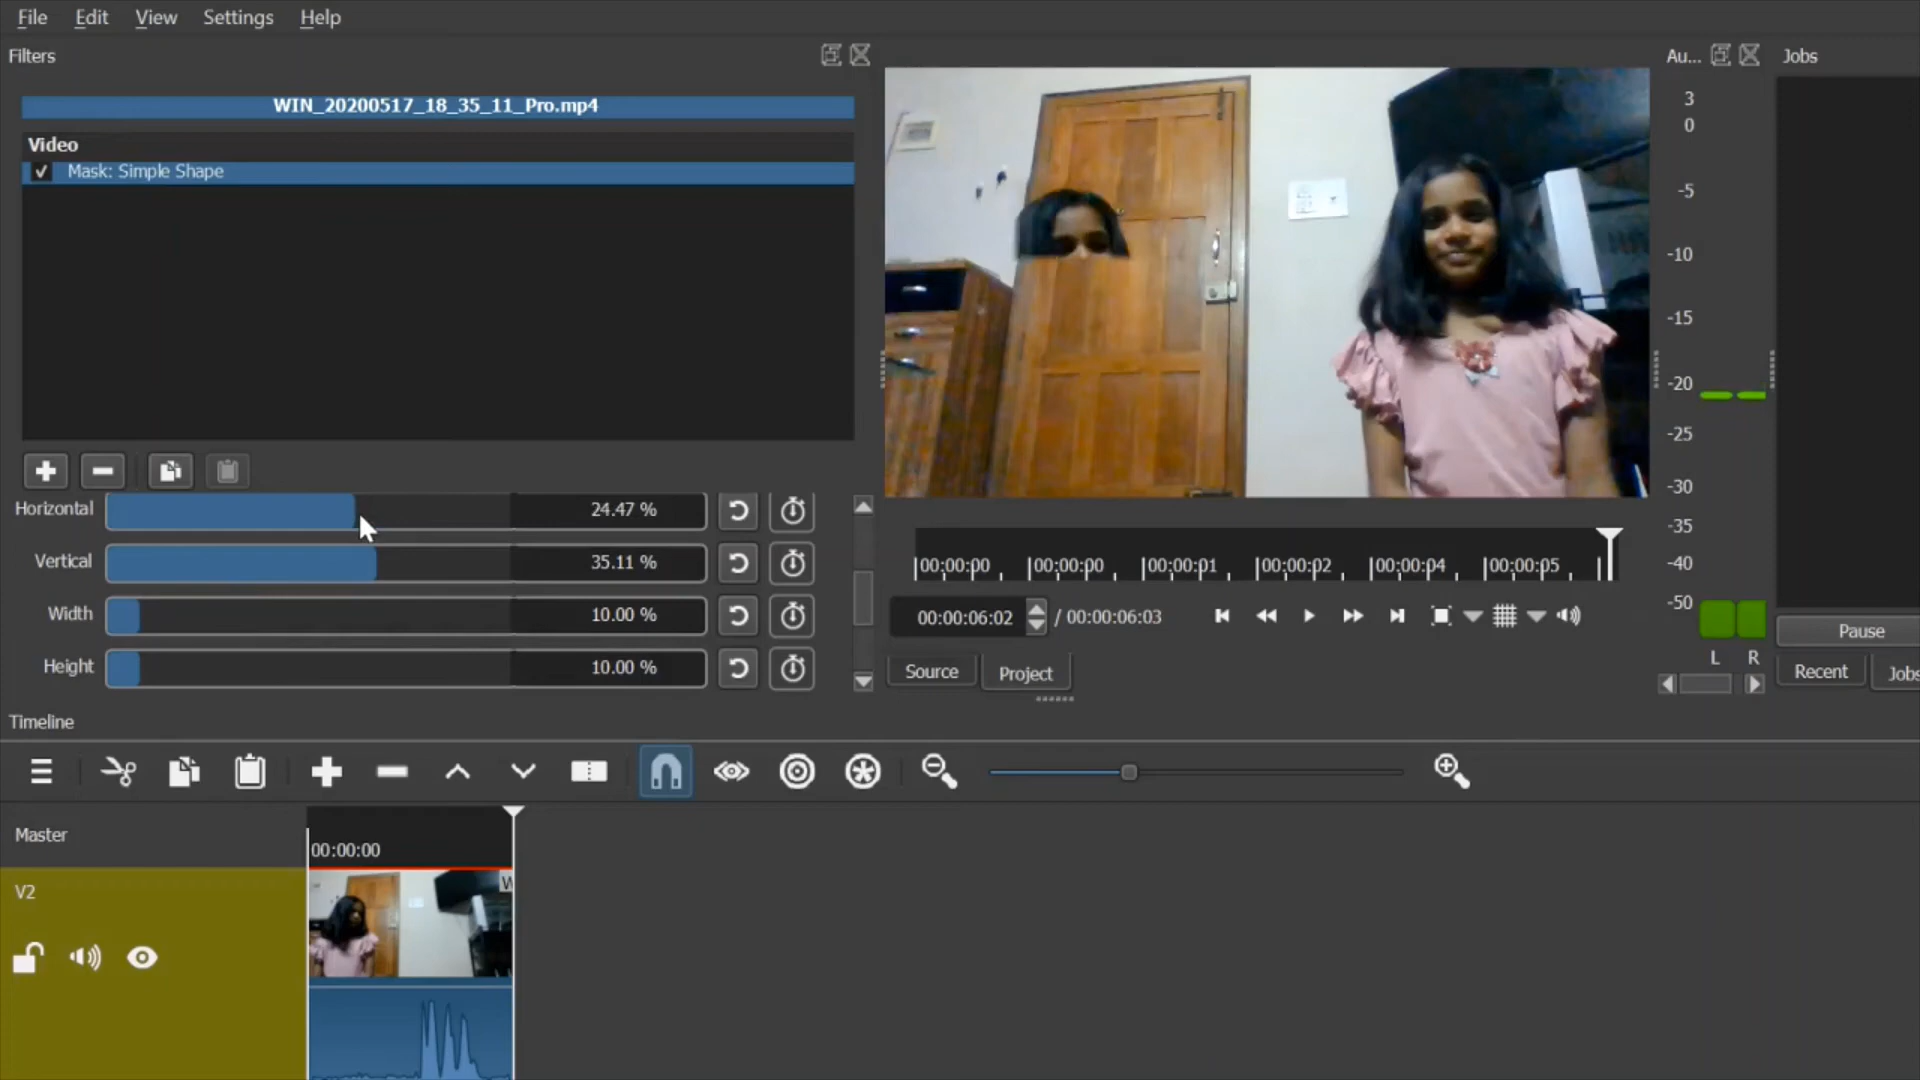 File Edit View Settings Help
Filters
Au...
Jobs
WIN_20200517_18_35_11_Pro.mp4
Video
Mask: Simple Shape
3
0
-5
-10
-15
-20
-25
-30
-35
-40
-50
L R
Horizontal 24.47 %
Vertical 35.11 %
Width 10.00 %
Height 10.00 %
00:00:00 00:00:00 00:00:01 00:00:02 00:00:04 00:00:05
00:00:06:02 / 00:00:06:03
Source Project
Pause
Recent Jobs
Timeline
Master
00:00:00
V2
W